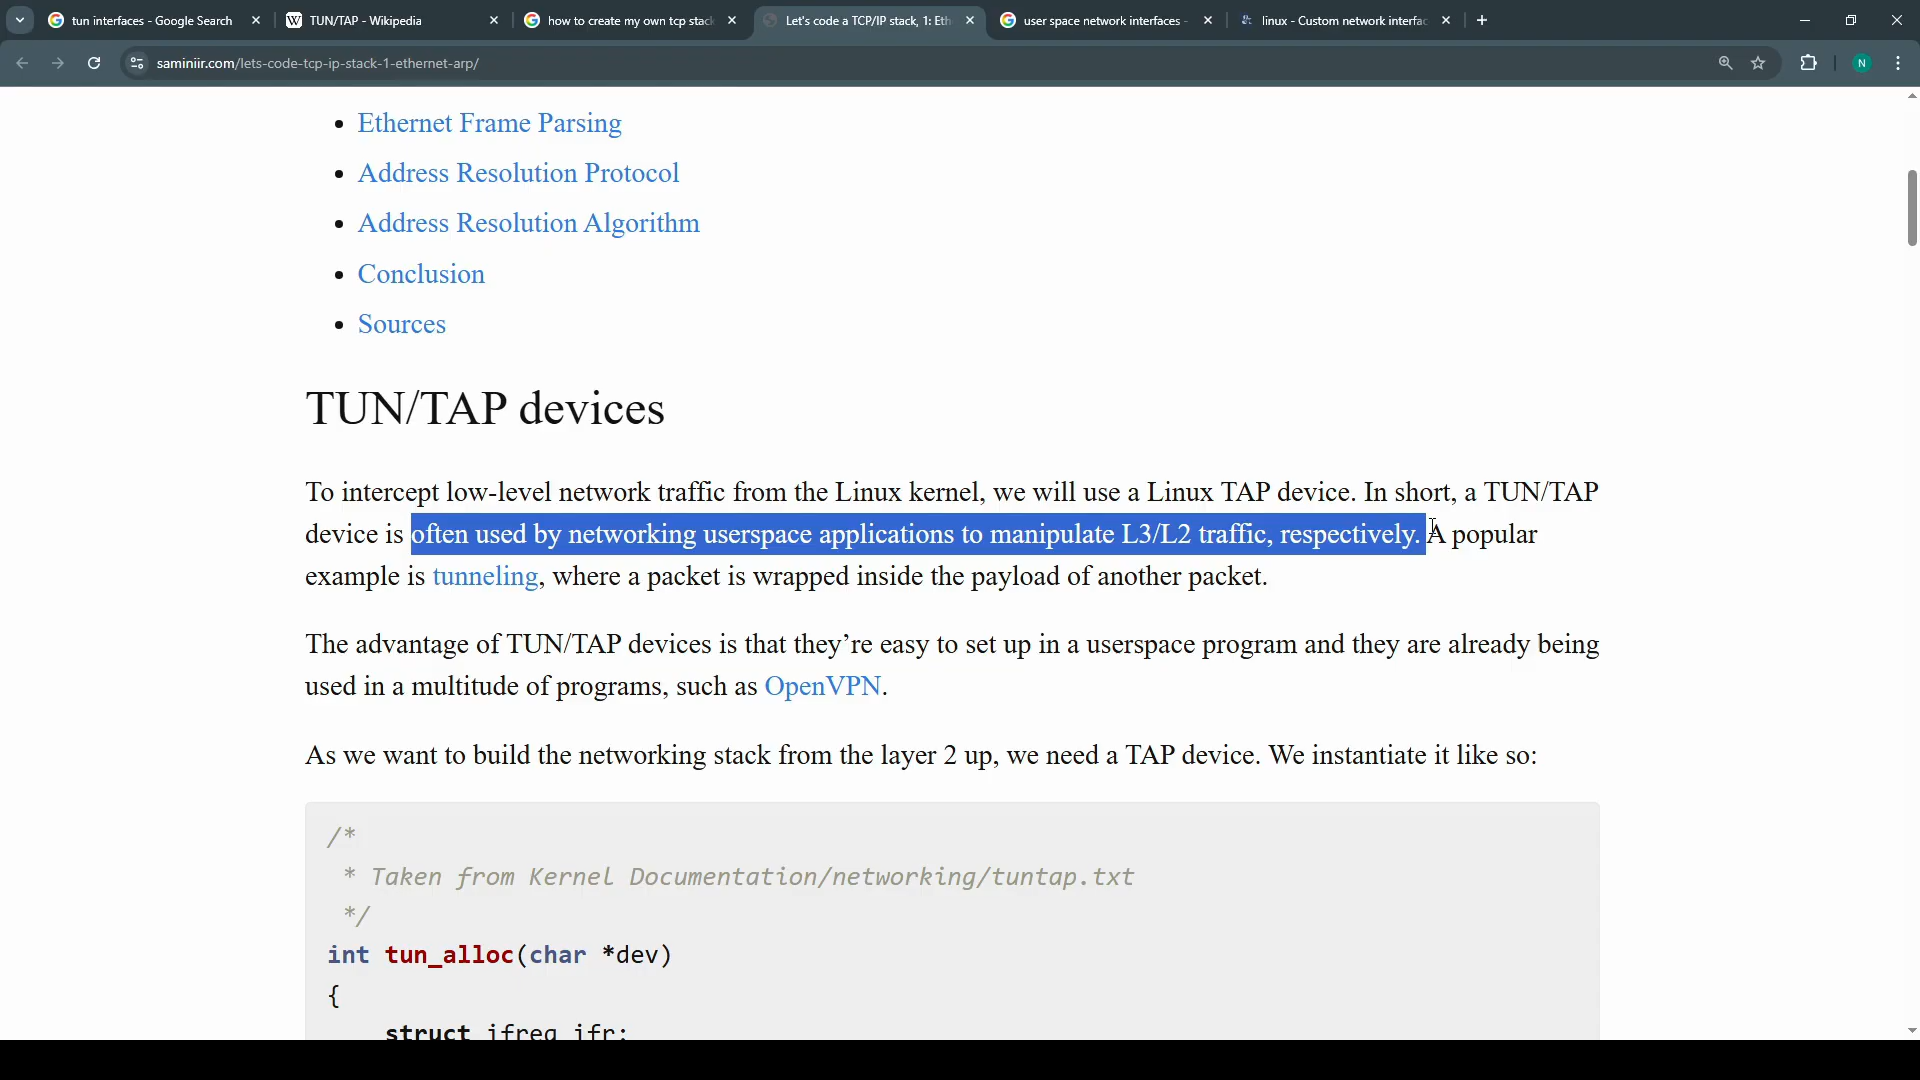 tun interfaces - Google Search
TUN/TAP - Wikipedia
how to create my own tcp stack
Let's code a TCP/IP stack, 1: Eth
user space network interfaces -
linux - Custom network interfac
saminiir.com/lets-code-tcp-ip-stack-1-ethernet-arp/
N
Ethernet Frame Parsing
Address Resolution Protocol
Address Resolution Algorithm
Conclusion
Sources
TUN/TAP devices
To intercept low-level network traffic from the Linux kernel, we will use a Linux TAP device. In short, a TUN/TAP
device is often used by networking userspace applications to manipulate L3/L2 traffic, respectively. A popular
example is tunneling, where a packet is wrapped inside the payload of another packet.
The advantage of TUN/TAP devices is that they’re easy to set up in a userspace program and they are already being
used in a multitude of programs, such as OpenVPN.
As we want to build the networking stack from the layer 2 up, we need a TAP device. We instantiate it like so:
/*
* Taken from Kernel Documentation/networking/tuntap.txt
*/
int tun_alloc(char *dev)
{
struct ifreq ifr;